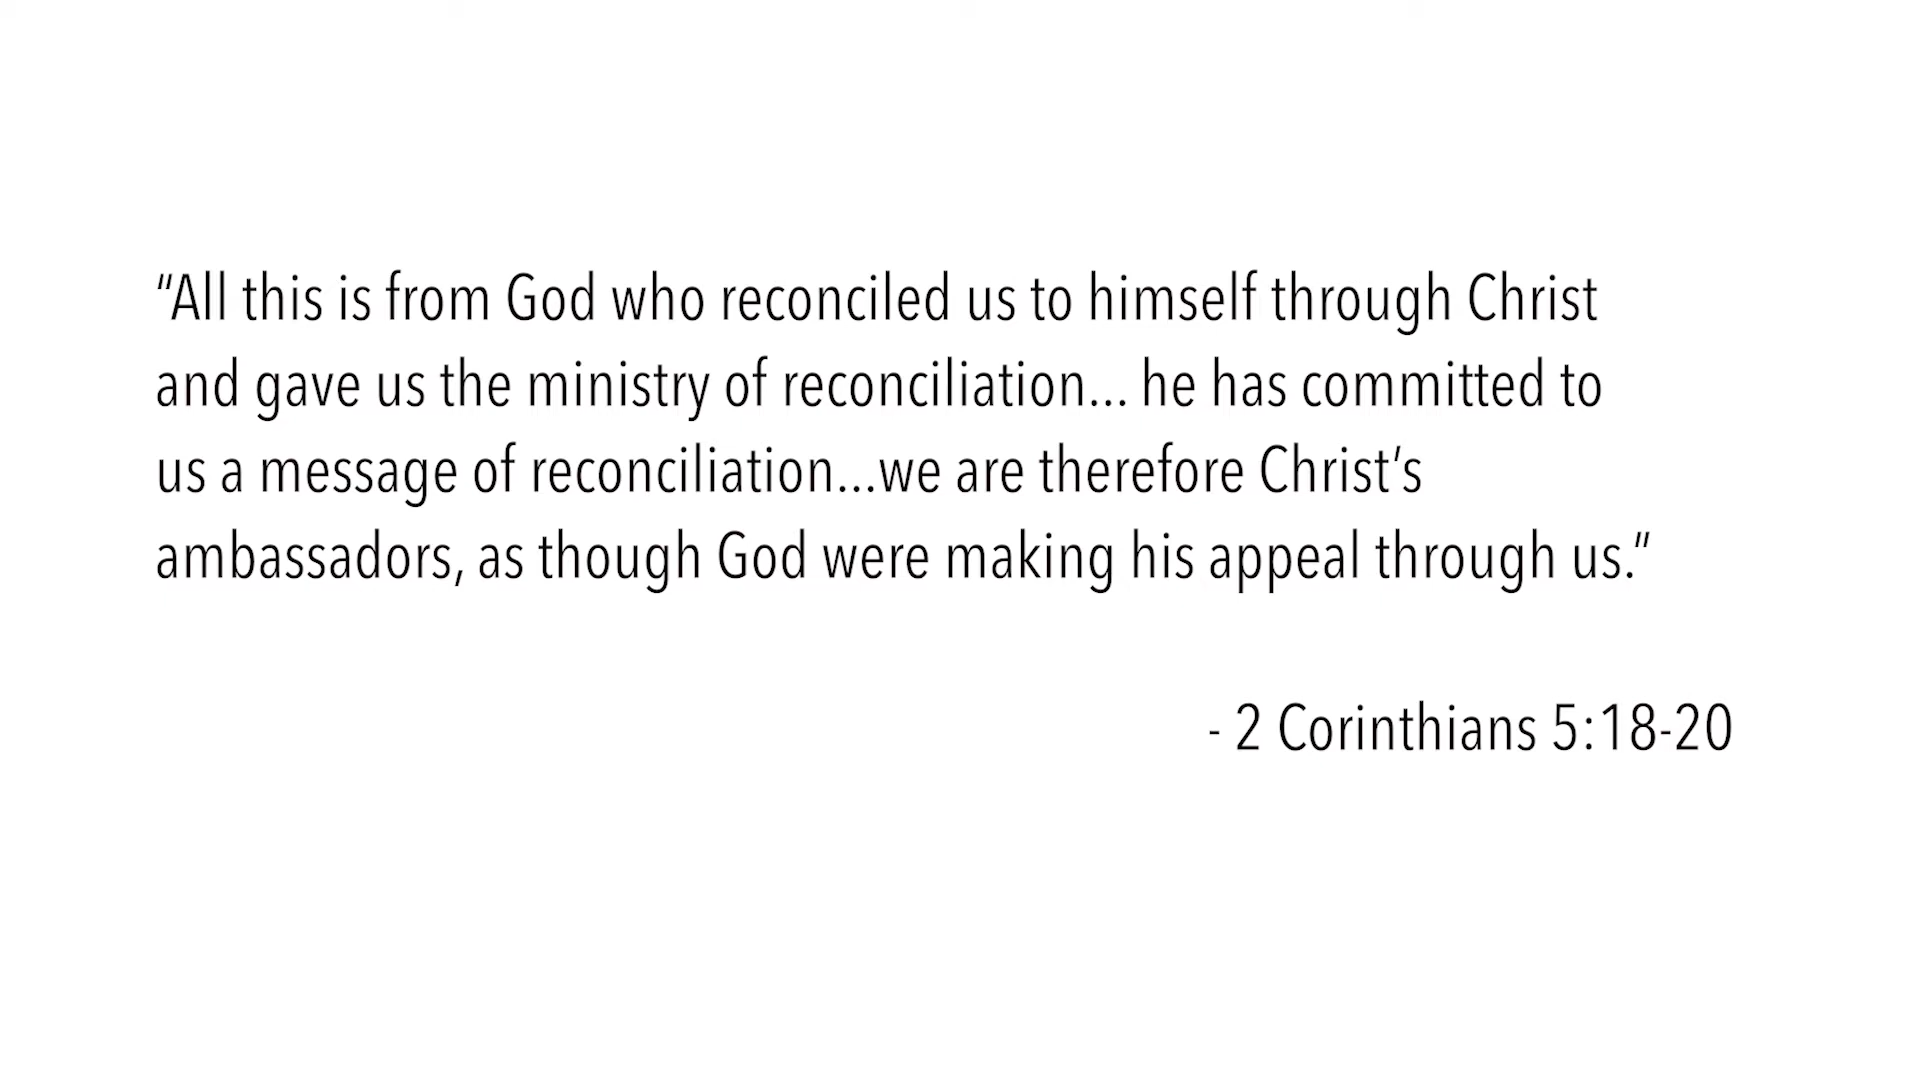 “All this is from God who reconciled us to himself through Christ
and gave us the ministry of reconciliation... he has committed to
us a message of reconciliation...we are therefore Christ’s
ambassadors, as though God were making his appeal through us.”
- 2 Corinthians 5:18-20